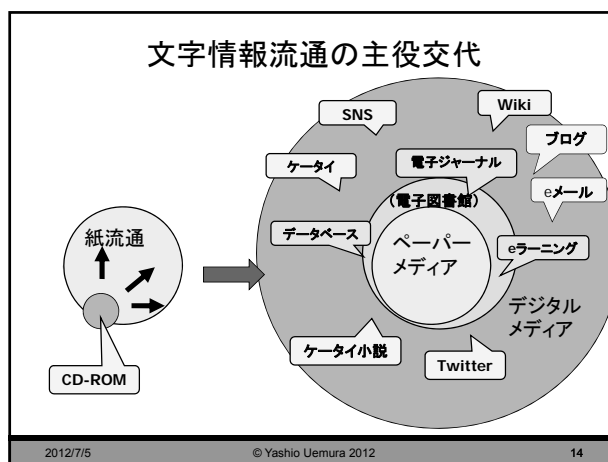 文字情報流通の主役交代
SNS
Wiki
ブログ
ケータイ
電子ジャーナル
eメール
(電子図書館)
紙流通
データベース
ペーパー
メディア
eラーニング
デジタル
メディア
ケータイ小説
Twitter
CD-ROM
2012/7/5
© Yashio Uemura 2012
14